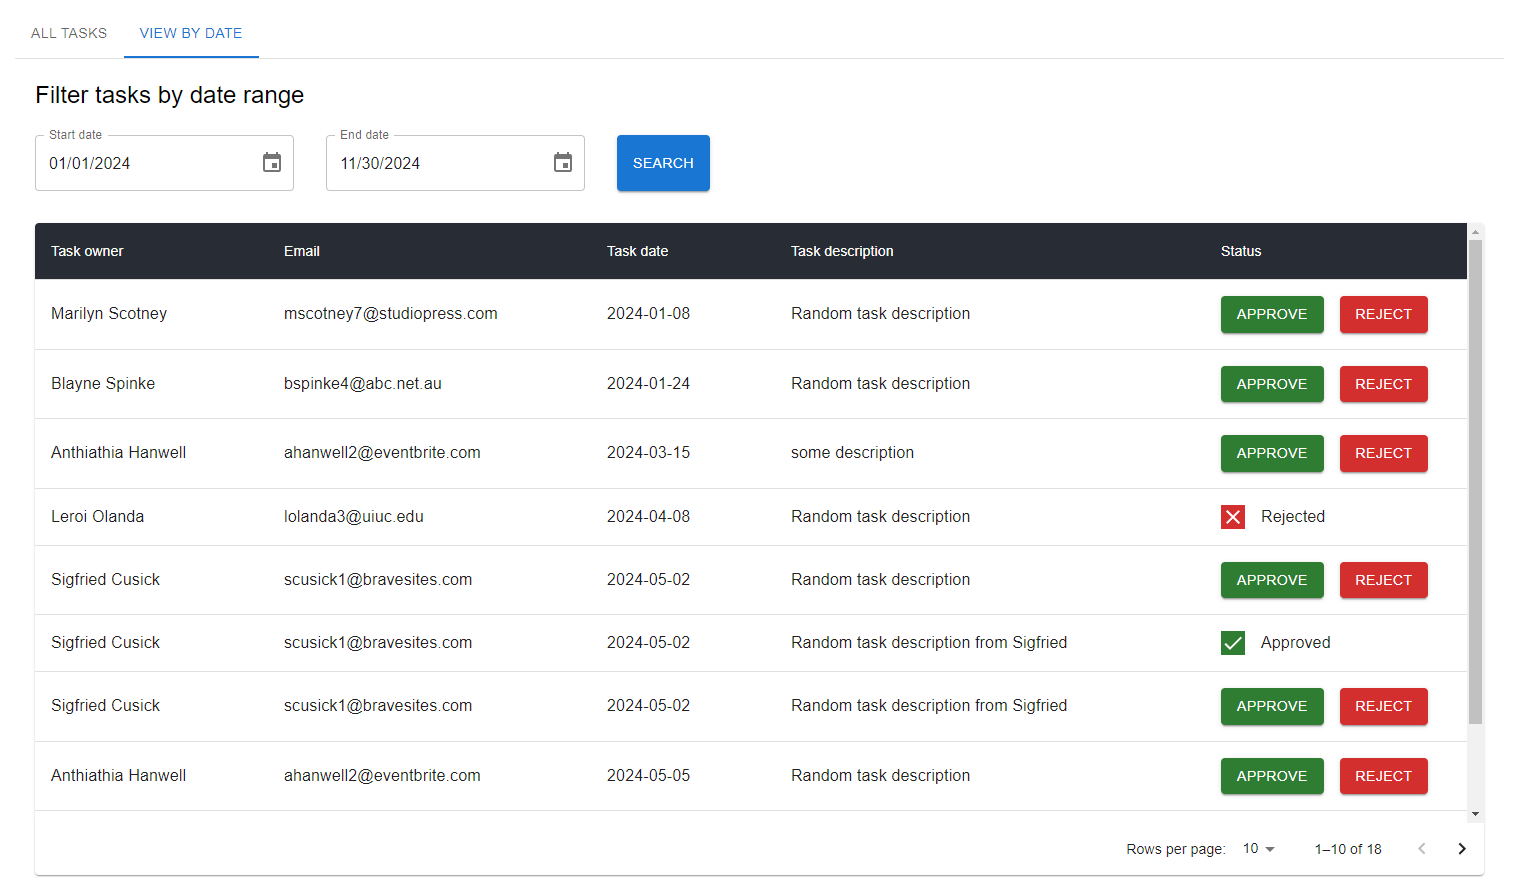 ALL TASKS VIEW BY DATE
Filter tasks by date range
Start date End date
01/01/2024 11/30/2024 SEARCH
Task owner Email Task date Task description Status
Marilyn Scotney mscotney7@studiopress.com 2024-01-08 Random task description APPROVE REJECT
Blayne Spinke bspinke4@abc.net.au 2024-01-24 Random task description APPROVE REJECT
Anthiathia Hanwell ahanwell2@eventbrite.com 2024-03-15 some description APPROVE REJECT
Leroi Olanda lolanda3@uiuc.edu 2024-04-08 Random task description Rejected
Sigfried Cusick scusick1@bravesites.com 2024-05-02 Random task description APPROVE REJECT
Sigfried Cusick scusick1@bravesites.com 2024-05-02 Random task description from Sigfried Approved
Sigfried Cusick scusick1@bravesites.com 2024-05-02 Random task description from Sigfried APPROVE REJECT
Anthiathia Hanwell ahanwell2@eventbrite.com 2024-05-05 Random task description APPROVE REJECT
Rows per page: 10 1–10 of 18